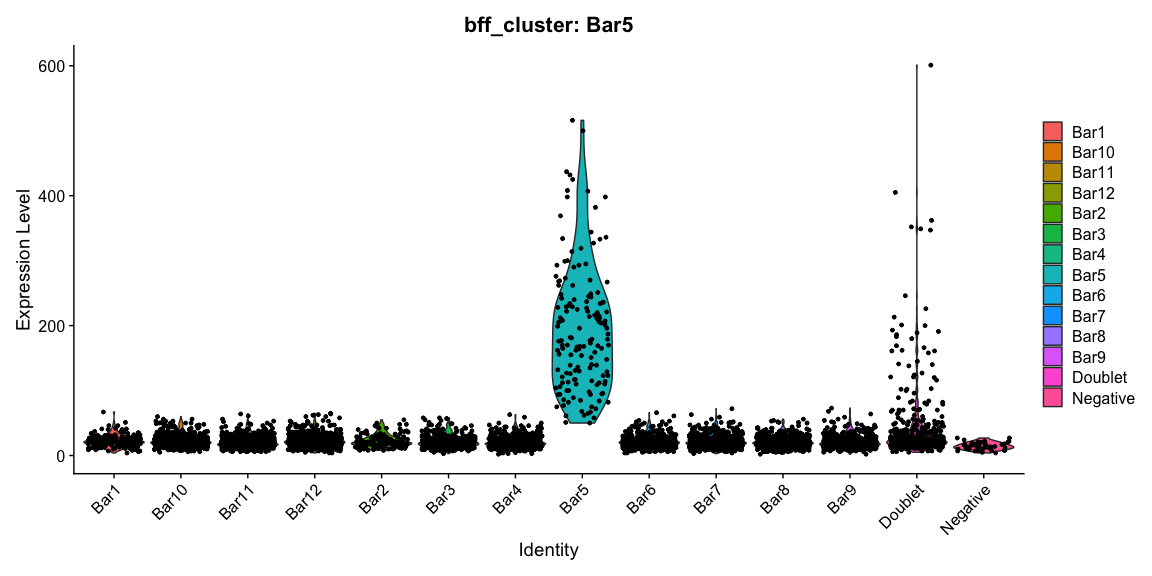 bff_cluster: Bar5
Expression Level
600
400
200
0
Bar1
Bar10
Bar11
Bar12
Bar2
Bar3
Bar4
Bar5
Bar6
Bar7
Bar8
Bar9
Doublet
Negative
Identity
Bar1
Bar10
Bar11
Bar12
Bar2
Bar3
Bar4
Bar5
Bar6
Bar7
Bar8
Bar9
Doublet
Negative